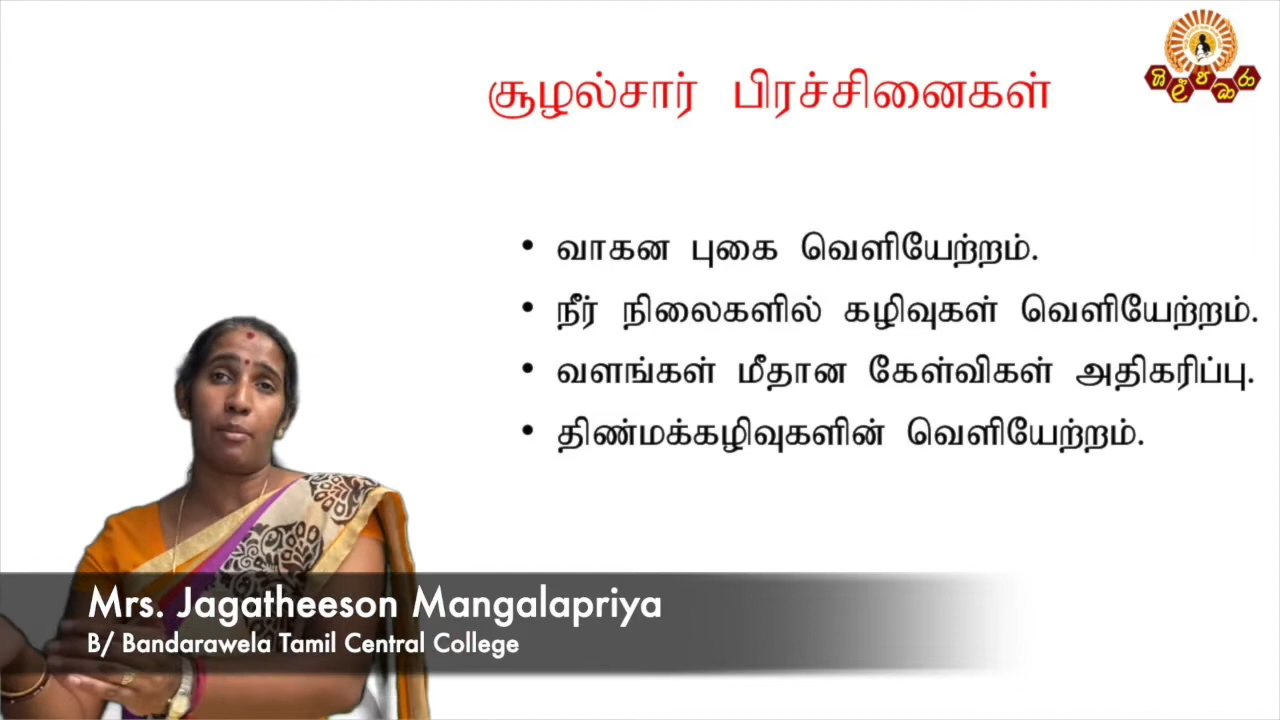 சூழல்சார் பிரச்சினைகள்
• வாகன புகை வெளியேற்றம்.
• நீர் நிலைகளில் கழிவுகள் வெளியேற்றம்.
• வளங்கள் மீதான கேள்விகள் அதிகரிப்பு.
• திண்மக்கழிவுகளின் வெளியேற்றம்.
Mrs. Jagatheeson Mangalapriya
B/ Bandarawela Tamil Central College